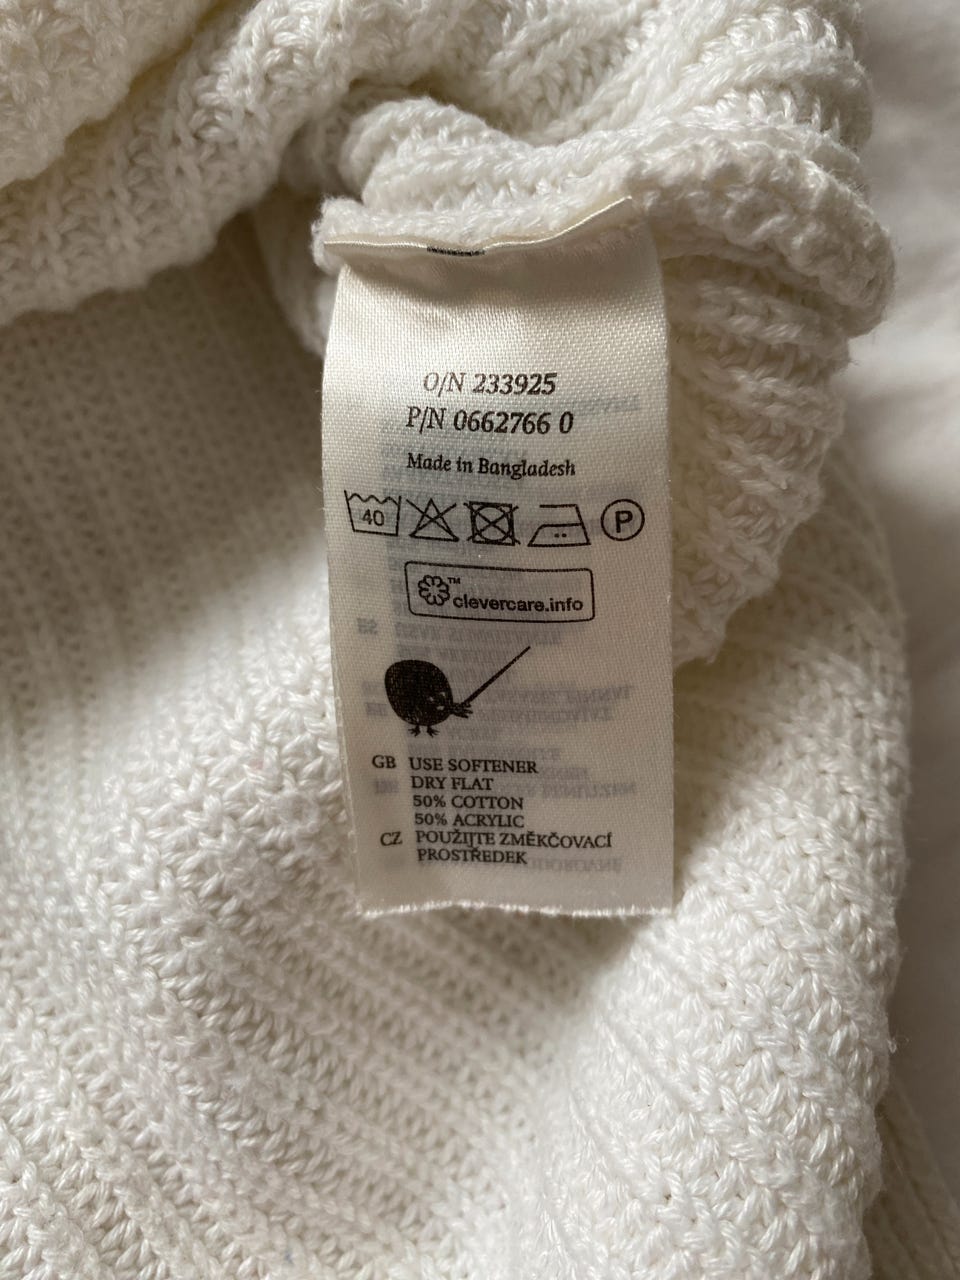 O/N 233925
P/N 0662766 0
Made in Bangladesh
40 P
™ clevercare.info
GB USE SOFTENER
DRY FLAT
50% COTTON
50% ACRYLIC
CZ POUŽIJTE ZMĚKČOVACÍ
PROSTŘEDEK